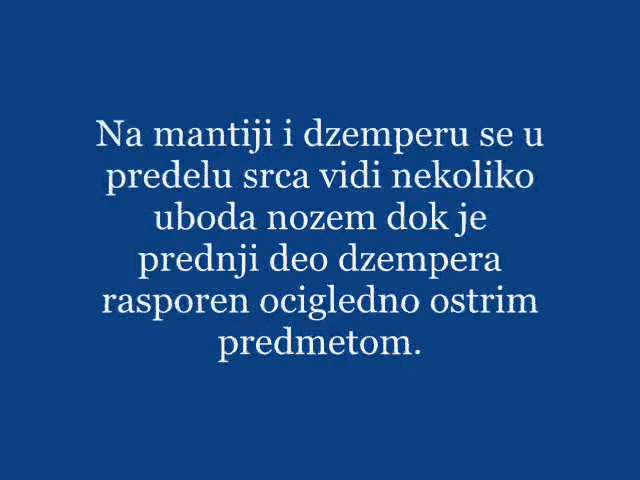 Na mantiji i dzemperu se u
predelu srca vidi nekoliko
uboda nozem dok je
prednji deo dzempera
rasporen ocigledno ostrim
predmetom.